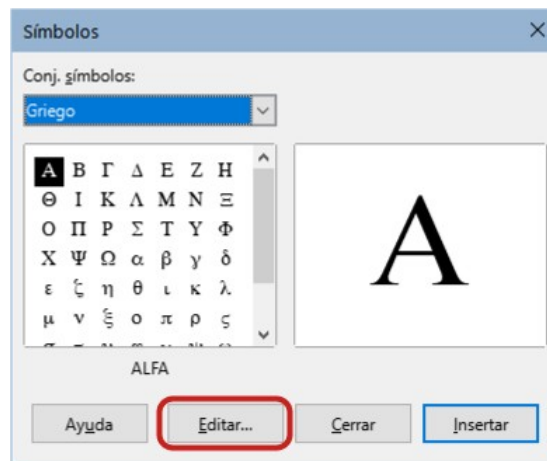 Símbolos
Conj. símbolos:
Griego
Α Β Γ Δ Ε Ζ Η
Θ Ι Κ Λ Μ Ν Ξ
Ο Π Ρ Σ Τ Υ Φ
Χ Ψ Ω α β γ δ
ε ζ η θ ι κ λ
μ ν ξ ο π ρ ς
Α
ALFA
Ayuda
Editar...
Cerrar
Insertar